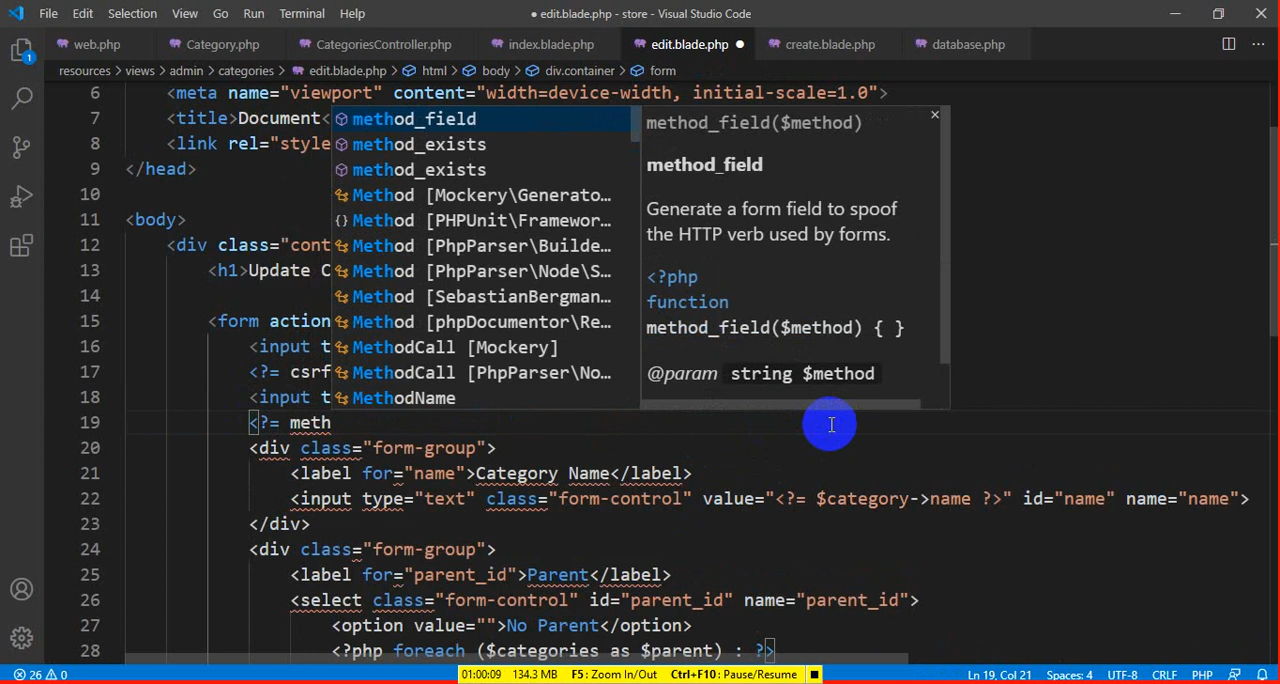 File Edit Selection View Go Run Terminal Help
● edit.blade.php - store - Visual Studio Code
web.php Category.php CategoriesController.php index.blade.php edit.blade.php ● create.blade.php database.php
resources > views > admin > categories > edit.blade.php > html > body > div.container > form
6 <meta name="viewport" content="width=device-width, initial-scale=1.0">
7 <title>Document<
8 <link rel="style
9 </head>
10
11 <body>
12 <div class="cont
13 <h1>Update C
14
15 <form action
16 <input t
17 <?= csrf
18 <input t
19 <?= meth
20 <div class="form-group">
21 <label for="name">Category Name</label>
22 <input type="text" class="form-control" value="<?= $category->name ?>" id="name" name="name">
23 </div>
24 <div class="form-group">
25 <label for="parent_id">Parent</label>
26 <select class="form-control" id="parent_id" name="parent_id">
27 <option value="">No Parent</option>
28 <?php foreach ($categories as $parent) : ?>
method_field
method_exists
method_exists
Method [Mockery\Generato...
Method [PHPUnit\Framewor...
Method [PhpParser\Builde...
Method [PhpParser\Node\S...
Method [SebastianBergman...
Method [phpDocumentor\Re...
MethodCall [Mockery]
MethodCall [PhpParser\No...
MethodName
method_field($method)
method_field
Generate a form field to spoof
the HTTP verb used by forms.
<?php
function
method_field($method) { }
@param string $method
1
26 0
01:00:09 134.3 MB F5: Zoom In/Out Ctrl+F10: Pause/Resume
Ln 19, Col 21 Spaces: 4 UTF-8 CRLF PHP